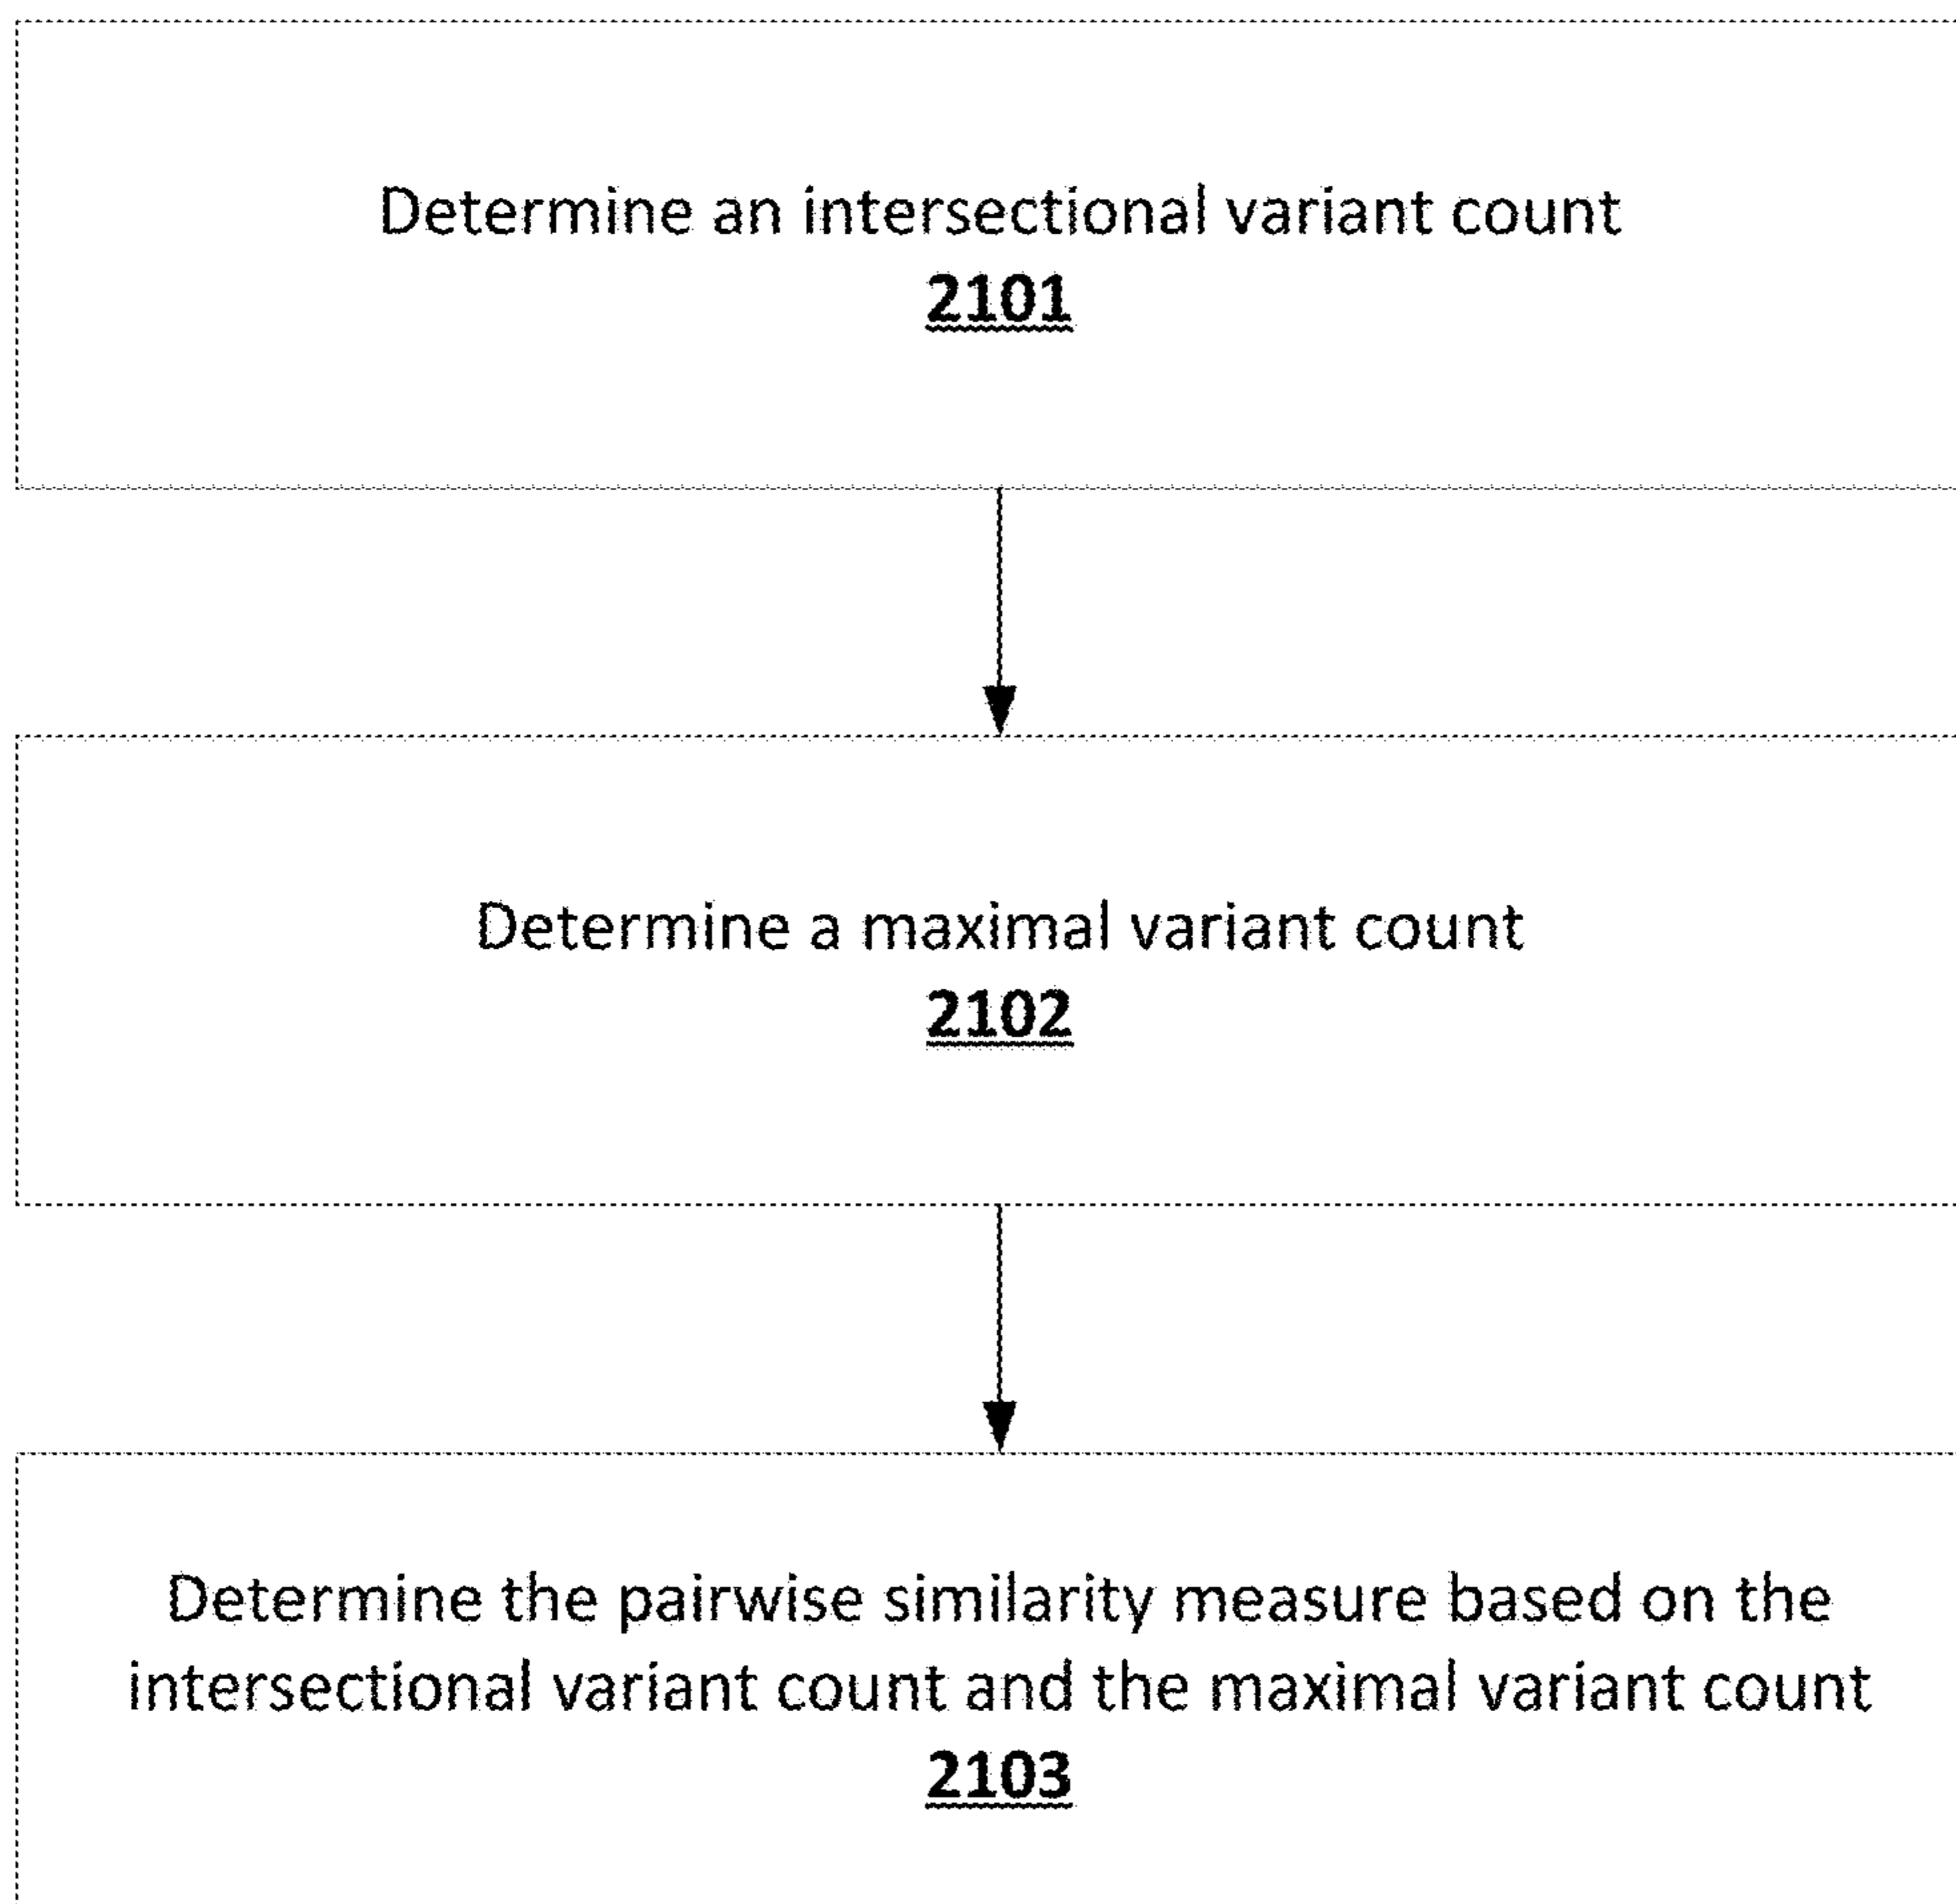 Determine an intersectional variant count
2101
Determine a maximal variant count
2102
Determine the pairwise similarity measure based on the
intersectional variant count and the maximal variant count
2103